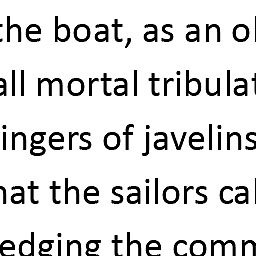 the boat, as an ol
all mortal tribulat
ingers of javelins
hat the sailors cal
edging the comm